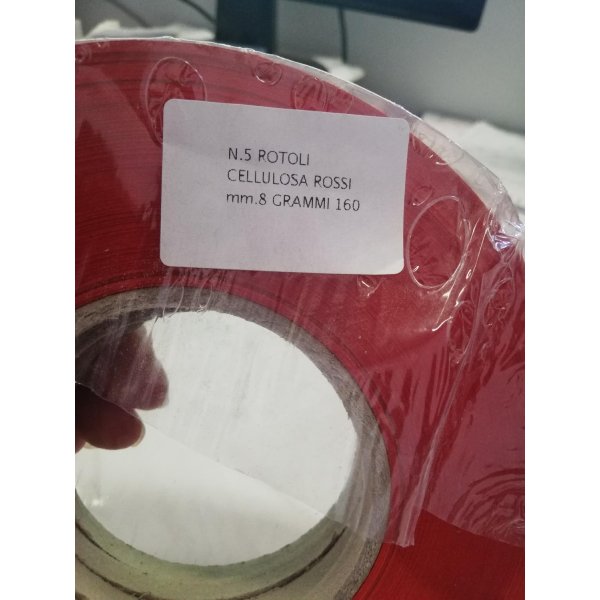 N.5 ROTOLI
CELLULOSA ROSSI
mm.8 GRAMMI 160